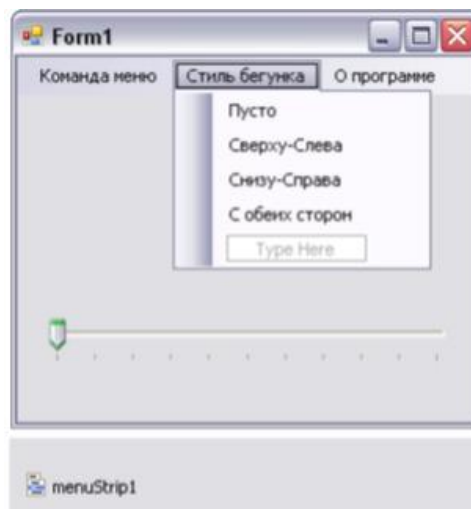 Form1
Команда меню Стиль бегунка О программе
Пусто
Сверху-Слева
Снизу-Справа
С обеих сторон
Type Here
menuStrip1